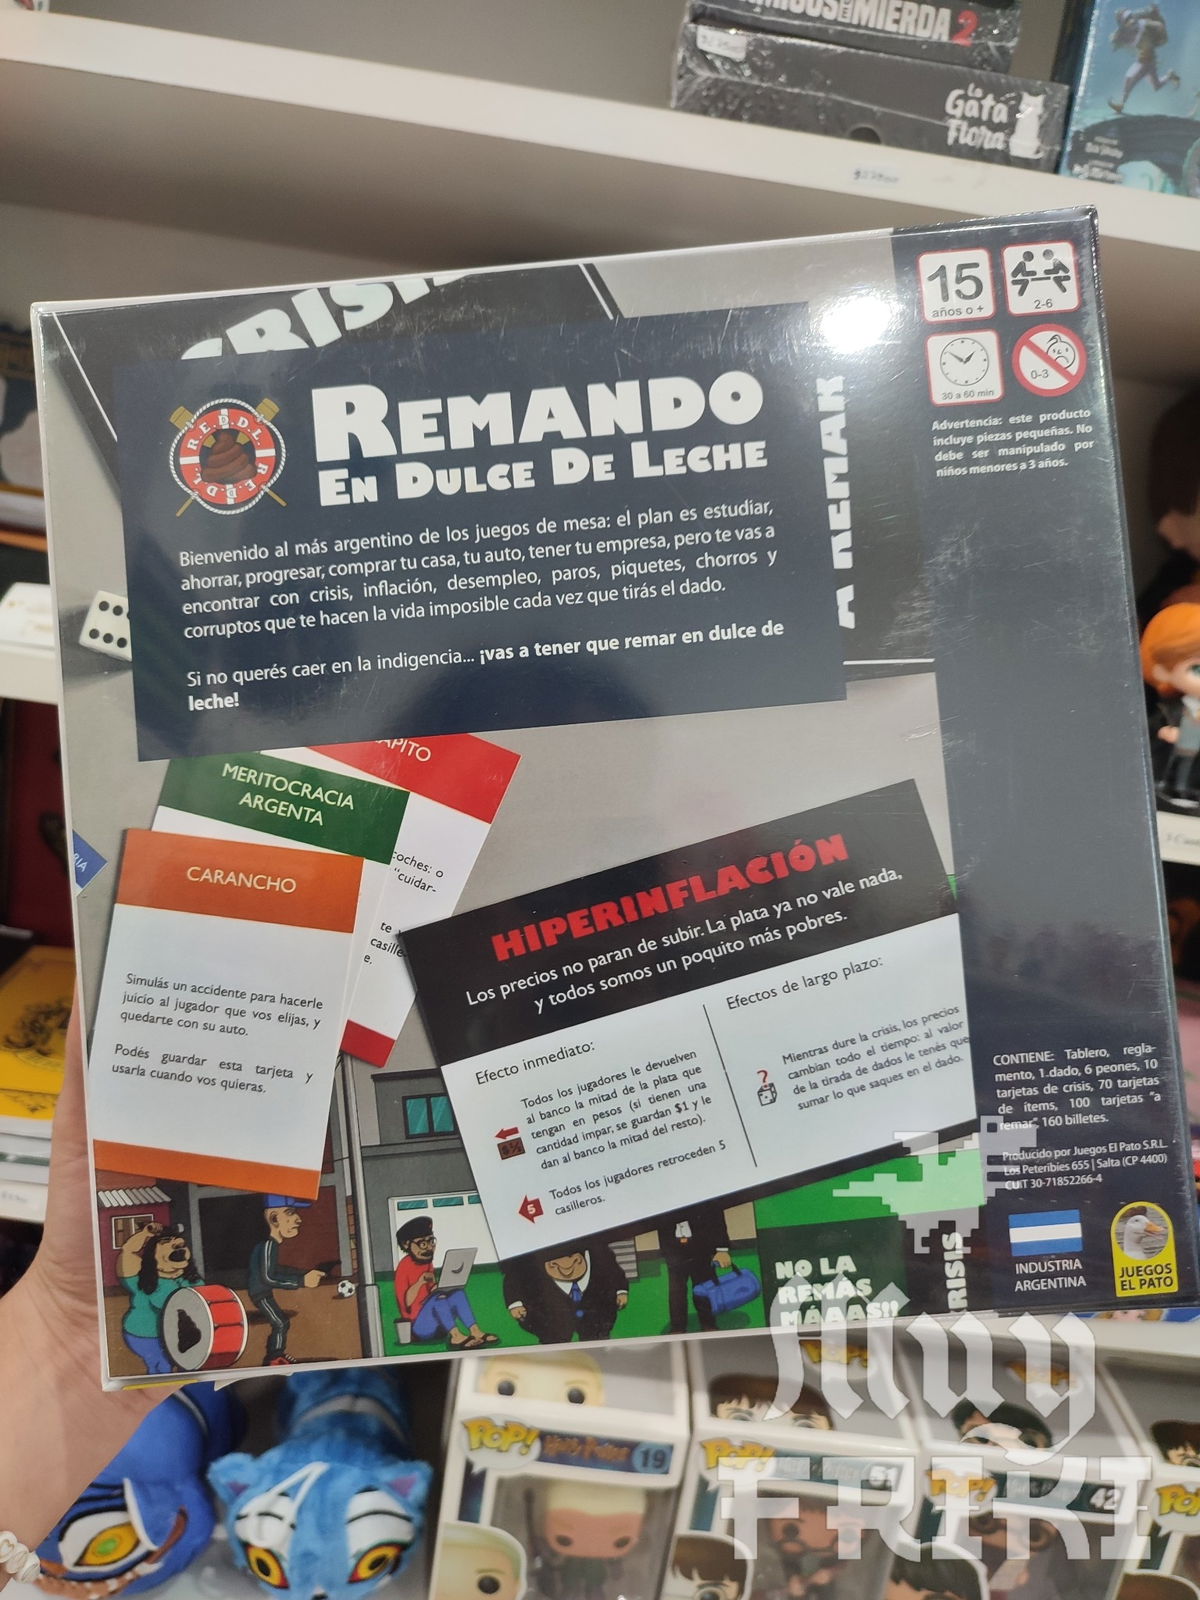 MIERDA 2
La
Gata
Flora
CRISIS
REMANDO
EN DULCE DE LECHE
R.E.D.D.L.
R.E.D.D.L.
Bienvenido al más argentino de los juegos de mesa: el plan es estudiar,
ahorrar, progresar, comprar tu casa, tu auto, tener tu empresa, pero te vas a
encontrar con crisis, inflación, desempleo, paros, piquetes, chorros y
corruptos que te hacen la vida imposible cada vez que tirás el dado.
Si no querés caer en la indigencia... ¡vas a tener que remar en dulce de
leche!
A REMAR
15
años o +
2-6
30 a 60 min
0-3
Advertencia: este producto
incluye piezas pequeñas. No
debe ser manipulado por
niños menores a 3 años.
APITO
MERITOCRACIA
ARGENTA
coches: o
"cuidar-
te
casille-
e.
RIA
CARANCHO
Simulás un accidente para hacerle
juicio al jugador que vos elijas, y
quedarte con su auto.
Podés guardar esta tarjeta y
usarla cuando vos quieras.
HIPERINFLACIÓN
Los precios no paran de subir. La plata ya no vale nada,
y todos somos un poquito más pobres.
Efecto inmediato:
Todos los jugadores le devuelven
al banco la mitad de la plata que
tengan en pesos (si tienen una
cantidad impar, se guardan $1 y le
dan al banco la mitad del resto).
5
Todos los jugadores retroceden 5
casilleros.
Efectos de largo plazo:
?
Mientras dure la crisis, los precios
cambian todo el tiempo: al valor
de la tirada de dados le tenés que
sumar lo que saques en el dado.
CONTIENE: Tablero, regla-
mento, 1 dado, 6 peones, 10
tarjetas de crisis, 70 tarjetas
de ítems, 100 tarjetas "a
remar" 160 billetes.
Producido por Juegos El Pato S.R.L.
Los Peteribíes 655 | Salta (CP 4400)
CUIT 30-71852266-4
INDUSTRIA
ARGENTINA
JUEGOS
EL PATO
NO LA
REMÁS
MÁAAS!!
CRISIS
Muy
FRIKI
POP!
Harry Potter
19
POP!
51
POP!
42